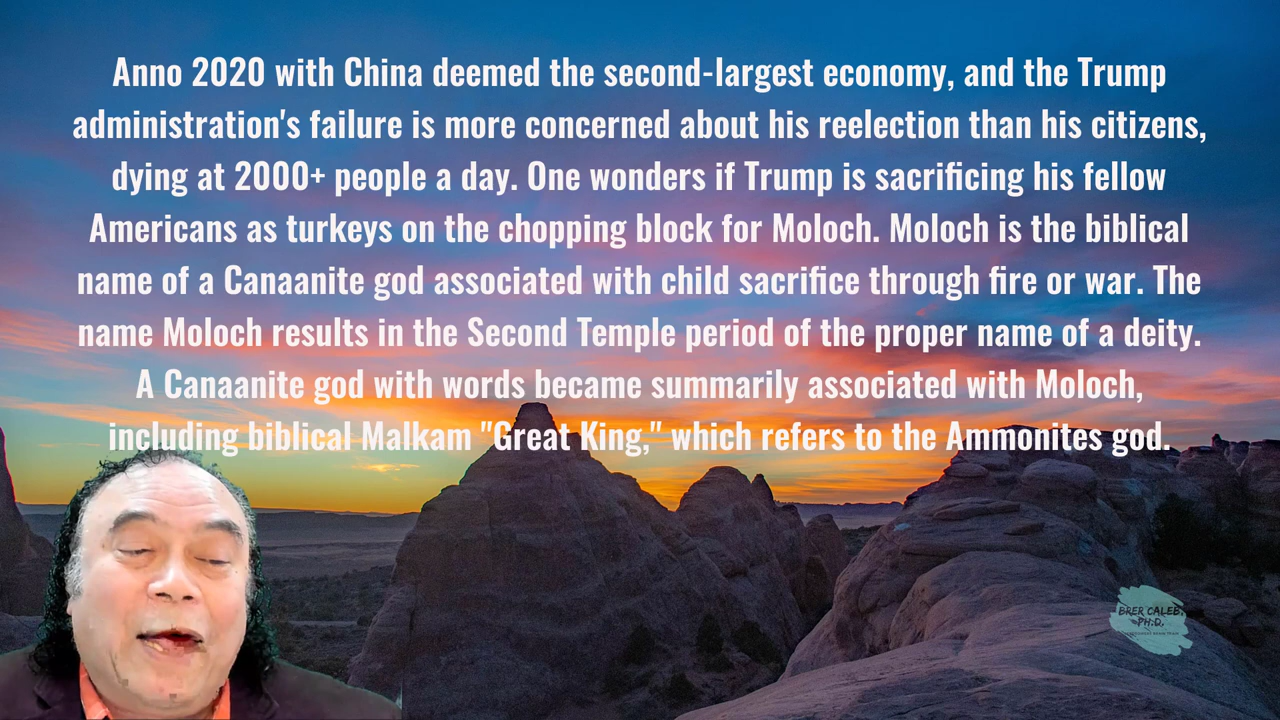 Anno 2020 with China deemed the second-largest economy, and the Trump
administration's failure is more concerned about his reelection than his citizens,
dying at 2000+ people a day. One wonders if Trump is sacrificing his fellow
Americans as turkeys on the chopping block for Moloch. Moloch is the biblical
name of a Canaanite god associated with child sacrifice through fire or war. The
name Moloch results in the Second Temple period of the proper name of a deity.
A Canaanite god with words became summarily associated with Moloch,
including biblical Malkam "Great King," which refers to the Ammonites god.
BRER CALEB,
PH.D.